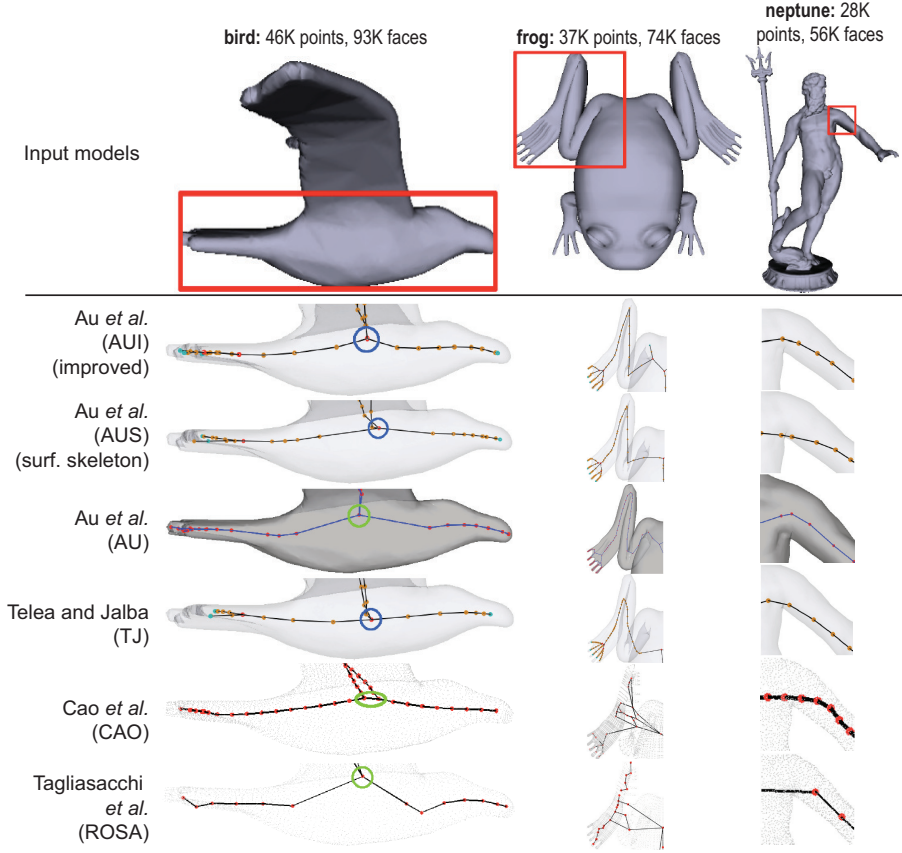 neptune: 28K
points, 56K faces
bird: 46K points, 93K faces
frog: 37K points, 74K faces
Input models
Au et al.
(AUI)
(improved)
Au et al.
(AUS)
(surf. skeleton)
Au et al.
(AU)
Telea and Jalba
(TJ)
Cao et al.
(CAO)
Tagliasacchi
et al.
(ROSA)